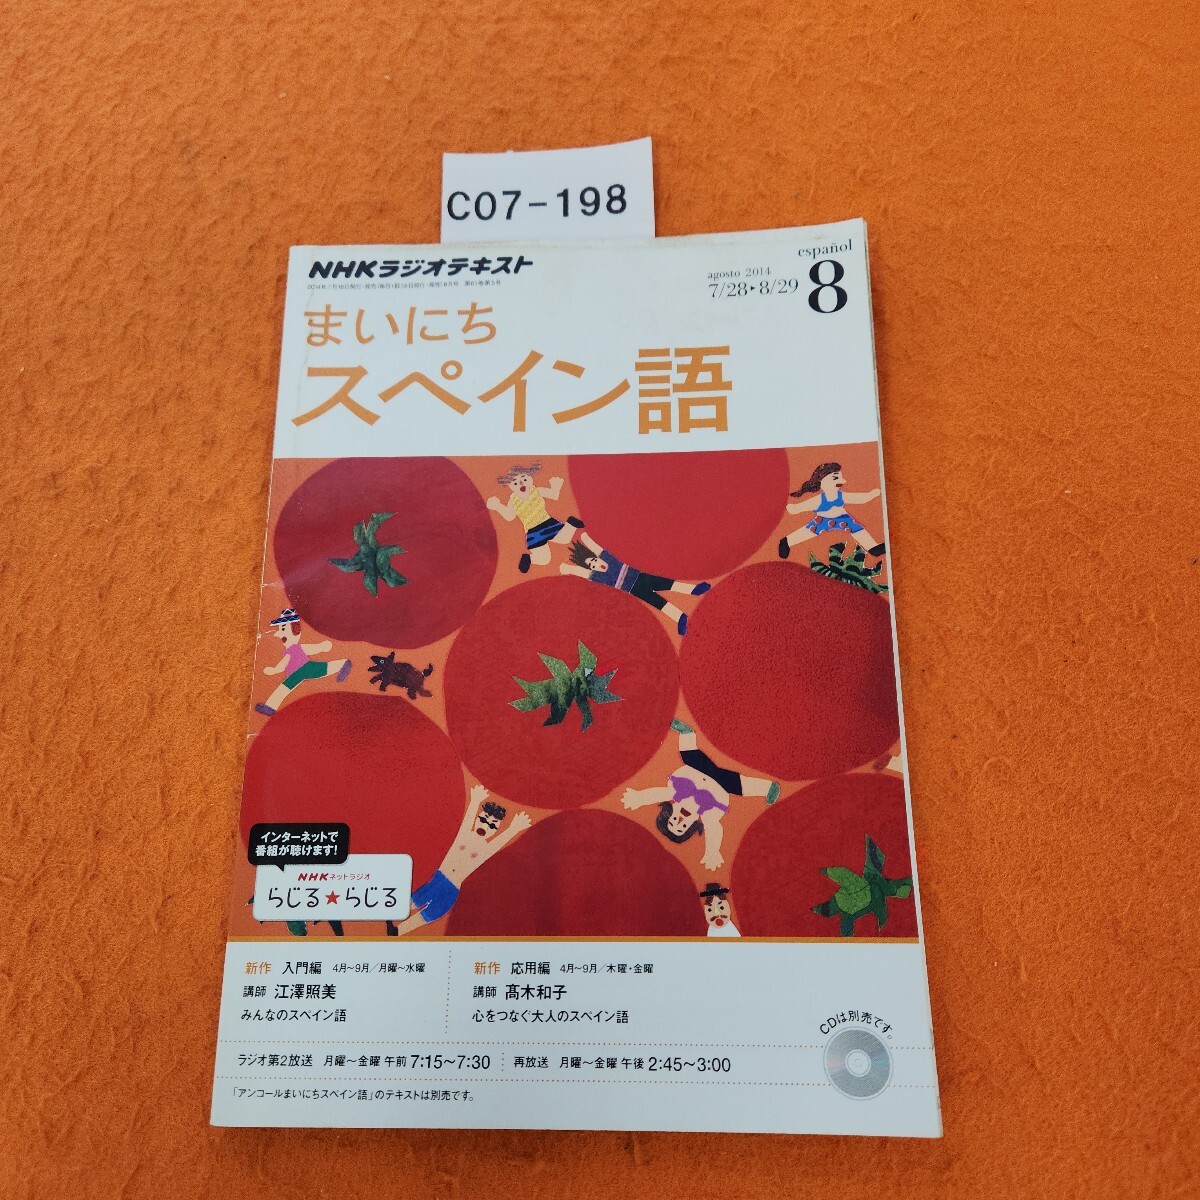 C07-198
NHKラジオテキスト
español
agosto 2014
7/28▶8/29
8
まいにち
スペイン語
インターネットで
番組が聴けます!
NHKネットラジオ
らじる★らじる
新作 入門編 4月〜9月/月曜〜水曜
講師 江澤照美
みんなのスペイン語
新作 応用編 4月〜9月/木曜・金曜
講師 髙木和子
心をつなぐ大人のスペイン語
CDは別売です。
ラジオ第2放送 月曜〜金曜 午前7:15〜7:30 再放送 月曜〜金曜 午後2:45〜3:00
「アンコールまいにちスペイン語」のテキストは別売です。